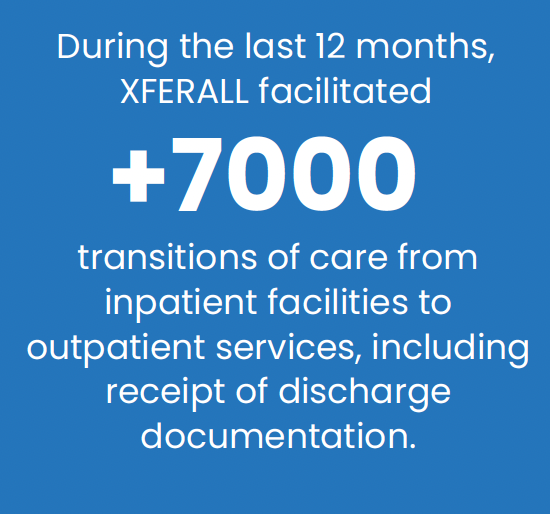 During the last 12 months,
XFERALL facilitated
+7000
transitions of care from
inpatient facilities to
outpatient services, including
receipt of discharge
documentation.